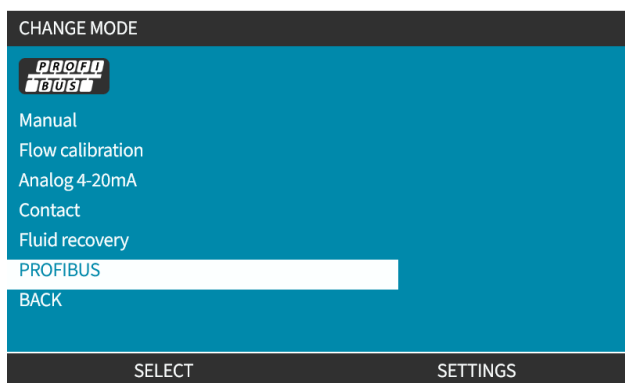 CHANGE MODE
PROFI
BUS
Manual
Flow calibration
Analog 4-20mA
Contact
Fluid recovery
PROFIBUS
BACK
SELECT SETTINGS